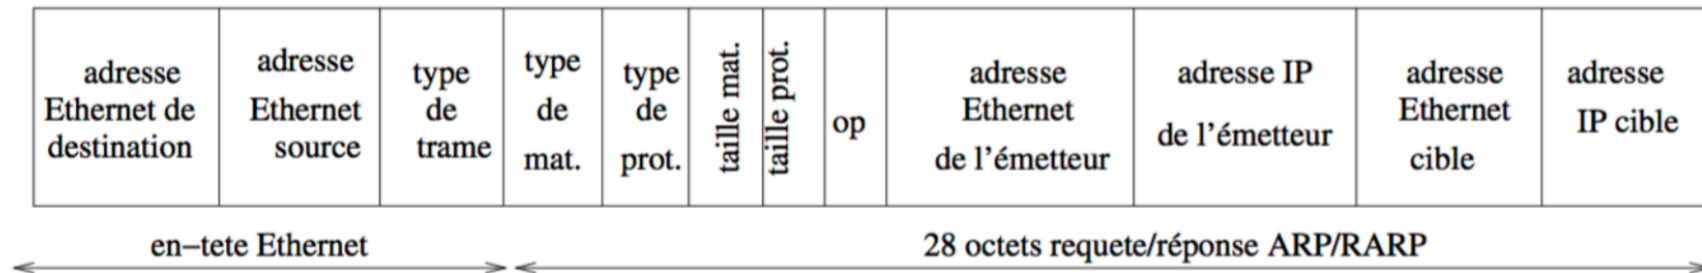 adresse
Ethernet de
destination
adresse
Ethernet
source
type
de
trame
type
de
mat.
type
de
prot.
taille mat.
taille prot.
op
adresse
Ethernet
de l'émetteur
adresse IP
de l'émetteur
adresse
Ethernet
cible
adresse
IP cible
en–tete Ethernet
28 octets requete/réponse ARP/RARP